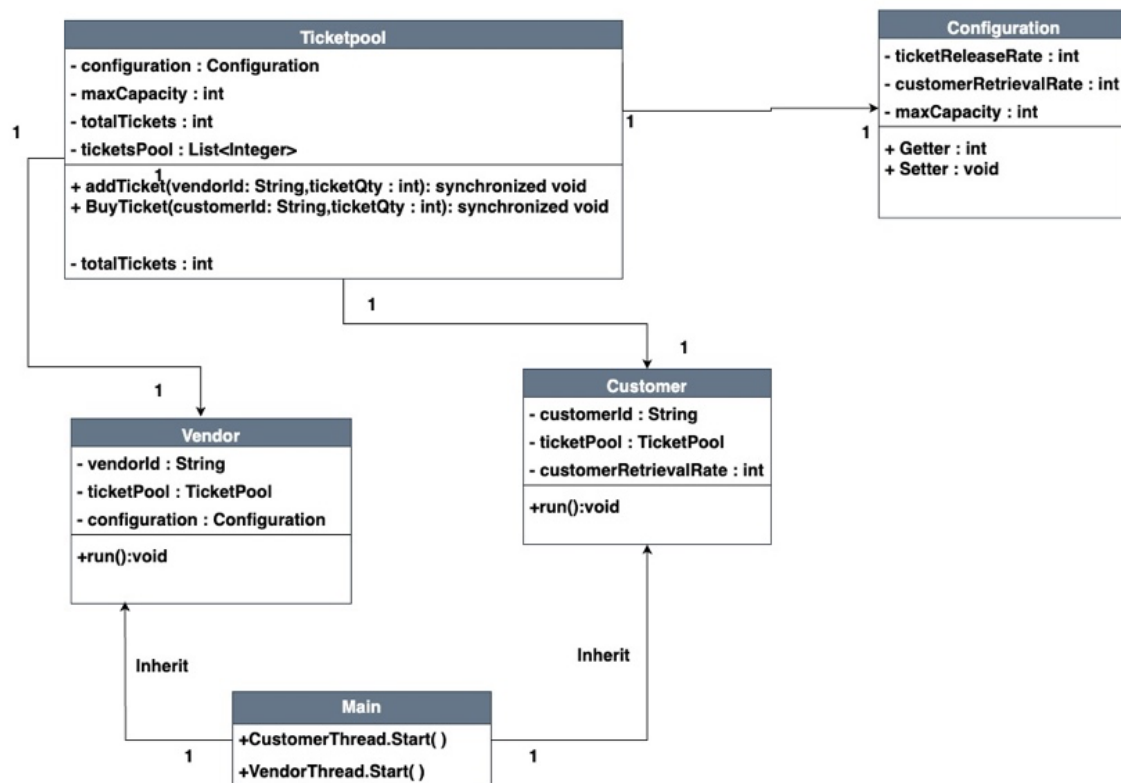 Ticketpool
- configuration : Configuration
- maxCapacity : int
- totalTickets : int
- ticketsPool : List<Integer>
1
+ addTicket(vendorId: String,ticketQty : int): synchronized void
+ BuyTicket(customerId: String,ticketQty : int): synchronized void
- totalTickets : int
1
1
1
Configuration
- ticketReleaseRate : int
- customerRetrievalRate : int
- maxCapacity : int
+ Getter : int
+ Setter : void
1
1
1
1
Customer
- customerId : String
- ticketPool : TicketPool
- customerRetrievalRate : int
+run():void
Vendor
- vendorId : String
- ticketPool : TicketPool
- configuration : Configuration
+run():void
Inherit
Inherit
Main
+CustomerThread.Start( )
+VendorThread.Start( )
1
1